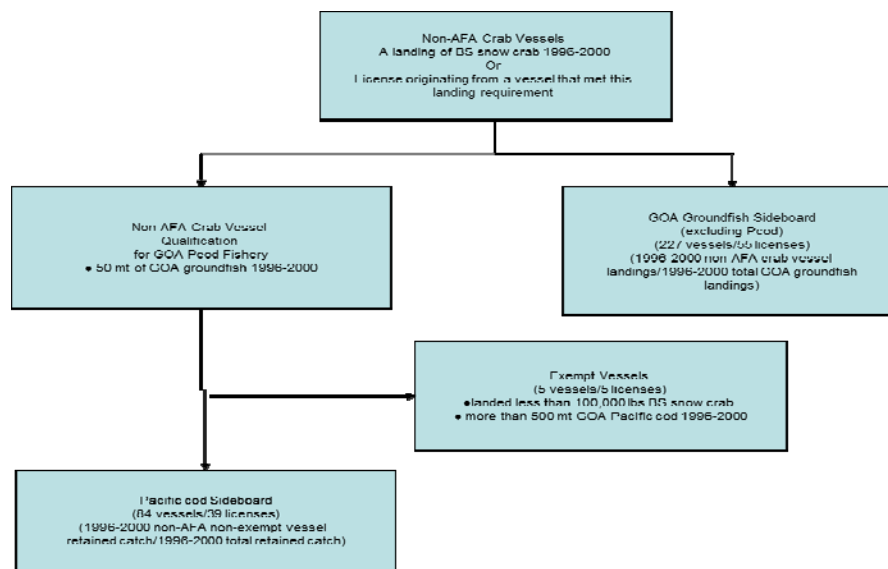 Non-AFA Crab Vessels
A landing of BS snow crab 1996-2000
Or
License originating from a vessel that met this
landing requirement
Non AFA Crab Vessel
Qualification
for GOA Pcod Fishery
● 50 mt of GOA groundfish 1996-2000
GOA Groundfish Sideboard
(excluding Pcod)
(227 vessels/55 licenses)
(1996-2000 non AFA crab vessel
landings/1996-2000 total GOA groundfish
landings)
Exempt Vessels
(5 vessels/5 licenses)
●landed less than 100,000 lbs BS snow crab
● more than 500 mt GOA Pacific cod 1996-2000
Pacific cod Sideboard
(84 vessels/39 licenses)
(1996-2000 non-AFA non-exempt vessel
retained catch/1996-2000 total retained catch)